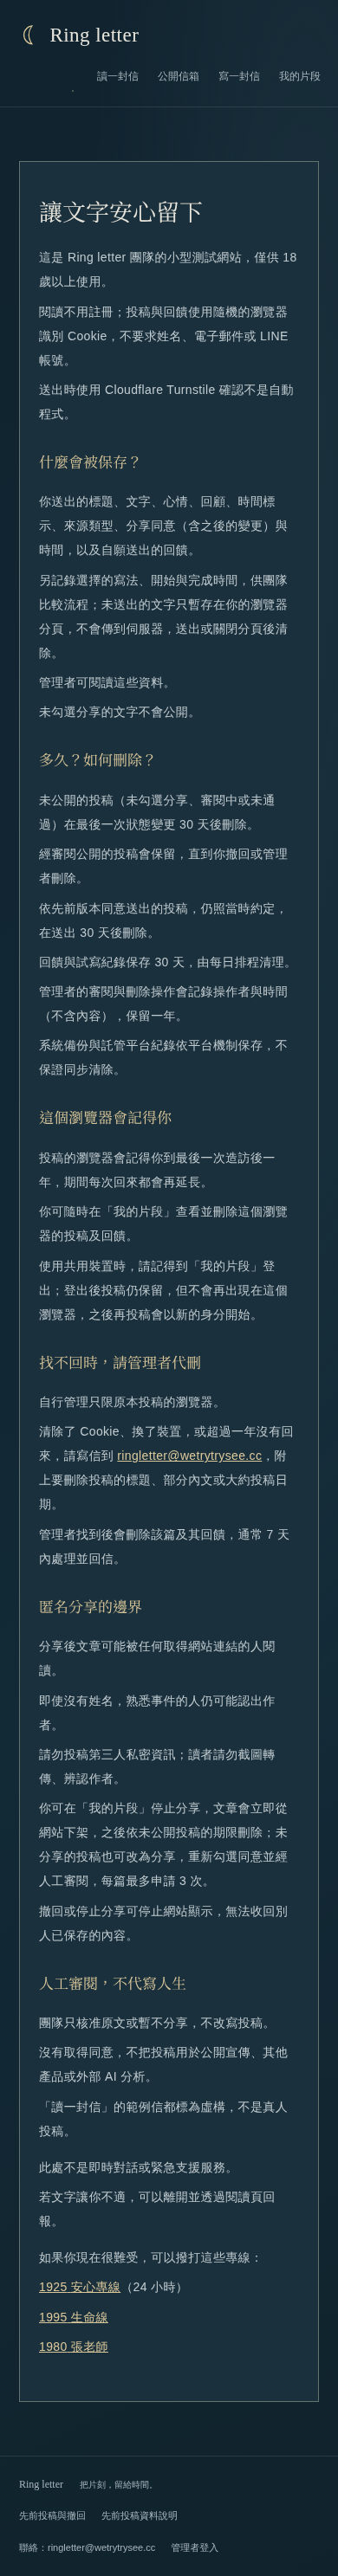 Ring letter
讀一封信 公開信箱 寫一封信 我的片段
讓文字安心留下
這是 Ring letter 團隊的小型測試網站，僅供 18
歲以上使用。
閱讀不用註冊；投稿與回饋使用隨機的瀏覽器
識別 Cookie，不要求姓名、電子郵件或 LINE
帳號。
送出時使用 Cloudflare Turnstile 確認不是自動
程式。
什麼會被保存？
你送出的標題、文字、心情、回顧、時間標
示、來源類型、分享同意（含之後的變更）與
時間，以及自願送出的回饋。
另記錄選擇的寫法、開始與完成時間，供團隊
比較流程；未送出的文字只暫存在你的瀏覽器
分頁，不會傳到伺服器，送出或關閉分頁後清
除。
管理者可閱讀這些資料。
未勾選分享的文字不會公開。
多久？如何刪除？
未公開的投稿（未勾選分享、審閱中或未通
過）在最後一次狀態變更 30 天後刪除。
經審閱公開的投稿會保留，直到你撤回或管理
者刪除。
依先前版本同意送出的投稿，仍照當時約定，
在送出 30 天後刪除。
回饋與試寫紀錄保存 30 天，由每日排程清理。
管理者的審閱與刪除操作會記錄操作者與時間
（不含內容），保留一年。
系統備份與託管平台紀錄依平台機制保存，不
保證同步清除。
這個瀏覽器會記得你
投稿的瀏覽器會記得你到最後一次造訪後一
年，期間每次回來都會再延長。
你可隨時在「我的片段」查看並刪除這個瀏覽
器的投稿及回饋。
使用共用裝置時，請記得到「我的片段」登
出；登出後投稿仍保留，但不會再出現在這個
瀏覽器，之後再投稿會以新的身分開始。
找不回時，請管理者代刪
自行管理只限原本投稿的瀏覽器。
清除了 Cookie、換了裝置，或超過一年沒有回
來，請寫信到 ringletter@wetrytrysee.cc，附
上要刪除投稿的標題、部分內文或大約投稿日
期。
管理者找到後會刪除該篇及其回饋，通常 7 天
內處理並回信。
匿名分享的邊界
分享後文章可能被任何取得網站連結的人閱
讀。
即使沒有姓名，熟悉事件的人仍可能認出作
者。
請勿投稿第三人私密資訊；讀者請勿截圖轉
傳、辨認作者。
你可在「我的片段」停止分享，文章會立即從
網站下架，之後依未公開投稿的期限刪除；未
分享的投稿也可改為分享，重新勾選同意並經
人工審閱，每篇最多申請 3 次。
撤回或停止分享可停止網站顯示，無法收回別
人已保存的內容。
人工審閱，不代寫人生
團隊只核准原文或暫不分享，不改寫投稿。
沒有取得同意，不把投稿用於公開宣傳、其他
產品或外部 AI 分析。
「讀一封信」的範例信都標為虛構，不是真人
投稿。
此處不是即時對話或緊急支援服務。
若文字讓你不適，可以離開並透過閱讀頁回
報。
如果你現在很難受，可以撥打這些專線：
1925 安心專線（24 小時）
1995 生命線
1980 張老師
Ring letter 把片刻，留給時間。
先前投稿與撤回 先前投稿資料說明
聯絡：ringletter@wetrytrysee.cc 管理者登入